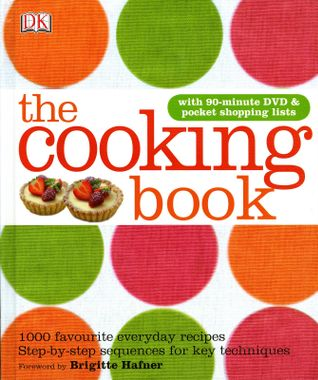 DK
with 90-minute DVD &
pocket shopping lists
the
cooking
book
1000 favourite everyday recipes
Step-by-step sequences for key techniques
Foreword by Brigitte Hafner